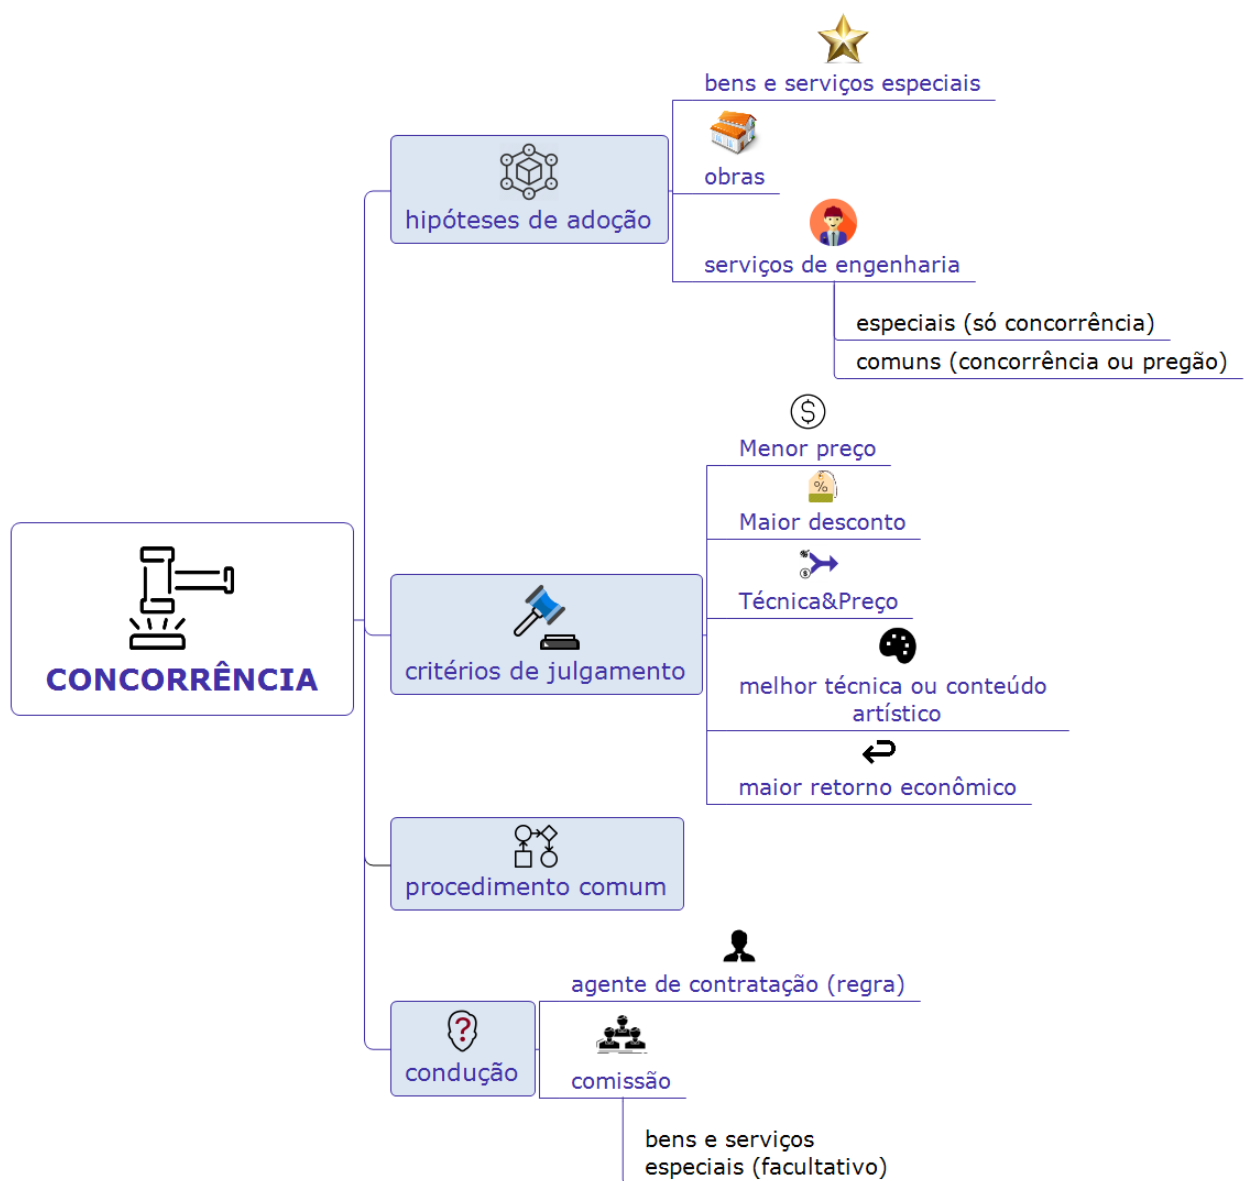 bens e serviços especiais
obras
hipóteses de adoção
serviços de engenharia
especiais (só concorrência)
comuns (concorrência ou pregão)
$
Menor preço
%
Maior desconto
$
Técnica&Preço
CONCORRÊNCIA
critérios de julgamento
melhor técnica ou conteúdo
artístico
maior retorno econômico
procedimento comum
agente de contratação (regra)
?
condução
comissão
bens e serviços
especiais (facultativo)